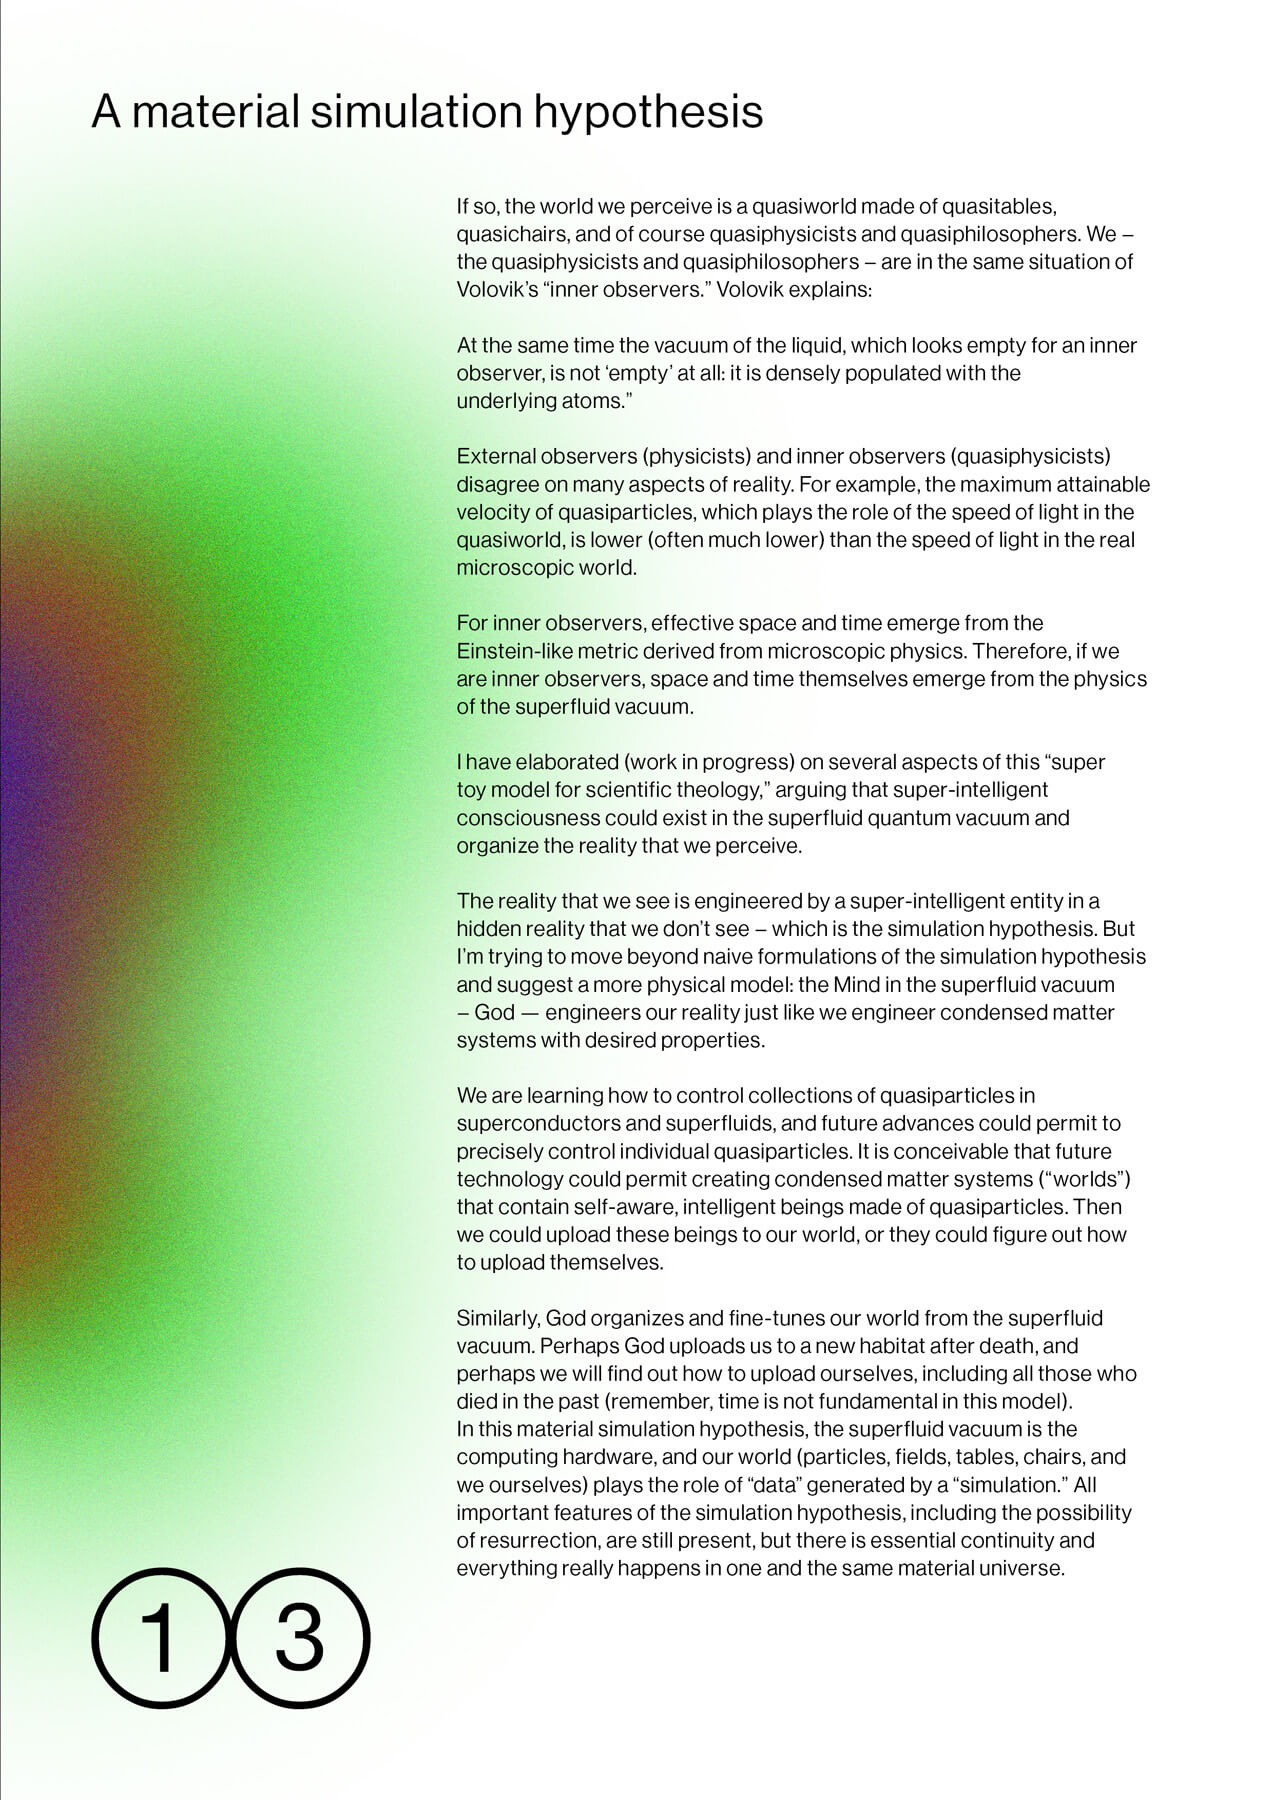 A material simulation hypothesis
If so, the world we perceive is a quasiworld made of quasitables,
quasichairs, and of course quasiphysicists and quasiphilosophers. We –
the quasiphysicists and quasiphilosophers – are in the same situation of
Volovik’s “inner observers.” Volovik explains:
At the same time the vacuum of the liquid, which looks empty for an inner
observer, is not ‘empty’ at all: it is densely populated with the
underlying atoms.”
External observers (physicists) and inner observers (quasiphysicists)
disagree on many aspects of reality. For example, the maximum attainable
velocity of quasiparticles, which plays the role of the speed of light in the
quasiworld, is lower (often much lower) than the speed of light in the real
microscopic world.
For inner observers, effective space and time emerge from the
Einstein-like metric derived from microscopic physics. Therefore, if we
are inner observers, space and time themselves emerge from the physics
of the superfluid vacuum.
I have elaborated (work in progress) on several aspects of this “super
toy model for scientific theology,” arguing that super-intelligent
consciousness could exist in the superfluid quantum vacuum and
organize the reality that we perceive.
The reality that we see is engineered by a super-intelligent entity in a
hidden reality that we don’t see – which is the simulation hypothesis. But
I’m trying to move beyond naive formulations of the simulation hypothesis
and suggest a more physical model: the Mind in the superfluid vacuum
– God — engineers our reality just like we engineer condensed matter
systems with desired properties.
We are learning how to control collections of quasiparticles in
superconductors and superfluids, and future advances could permit to
precisely control individual quasiparticles. It is conceivable that future
technology could permit creating condensed matter systems (“worlds”)
that contain self-aware, intelligent beings made of quasiparticles. Then
we could upload these beings to our world, or they could figure out how
to upload themselves.
Similarly, God organizes and fine-tunes our world from the superfluid
vacuum. Perhaps God uploads us to a new habitat after death, and
perhaps we will find out how to upload ourselves, including all those who
died in the past (remember, time is not fundamental in this model).
In this material simulation hypothesis, the superfluid vacuum is the
computing hardware, and our world (particles, fields, tables, chairs, and
we ourselves) plays the role of “data” generated by a “simulation.” All
important features of the simulation hypothesis, including the possibility
of resurrection, are still present, but there is essential continuity and
everything really happens in one and the same material universe.
1 3